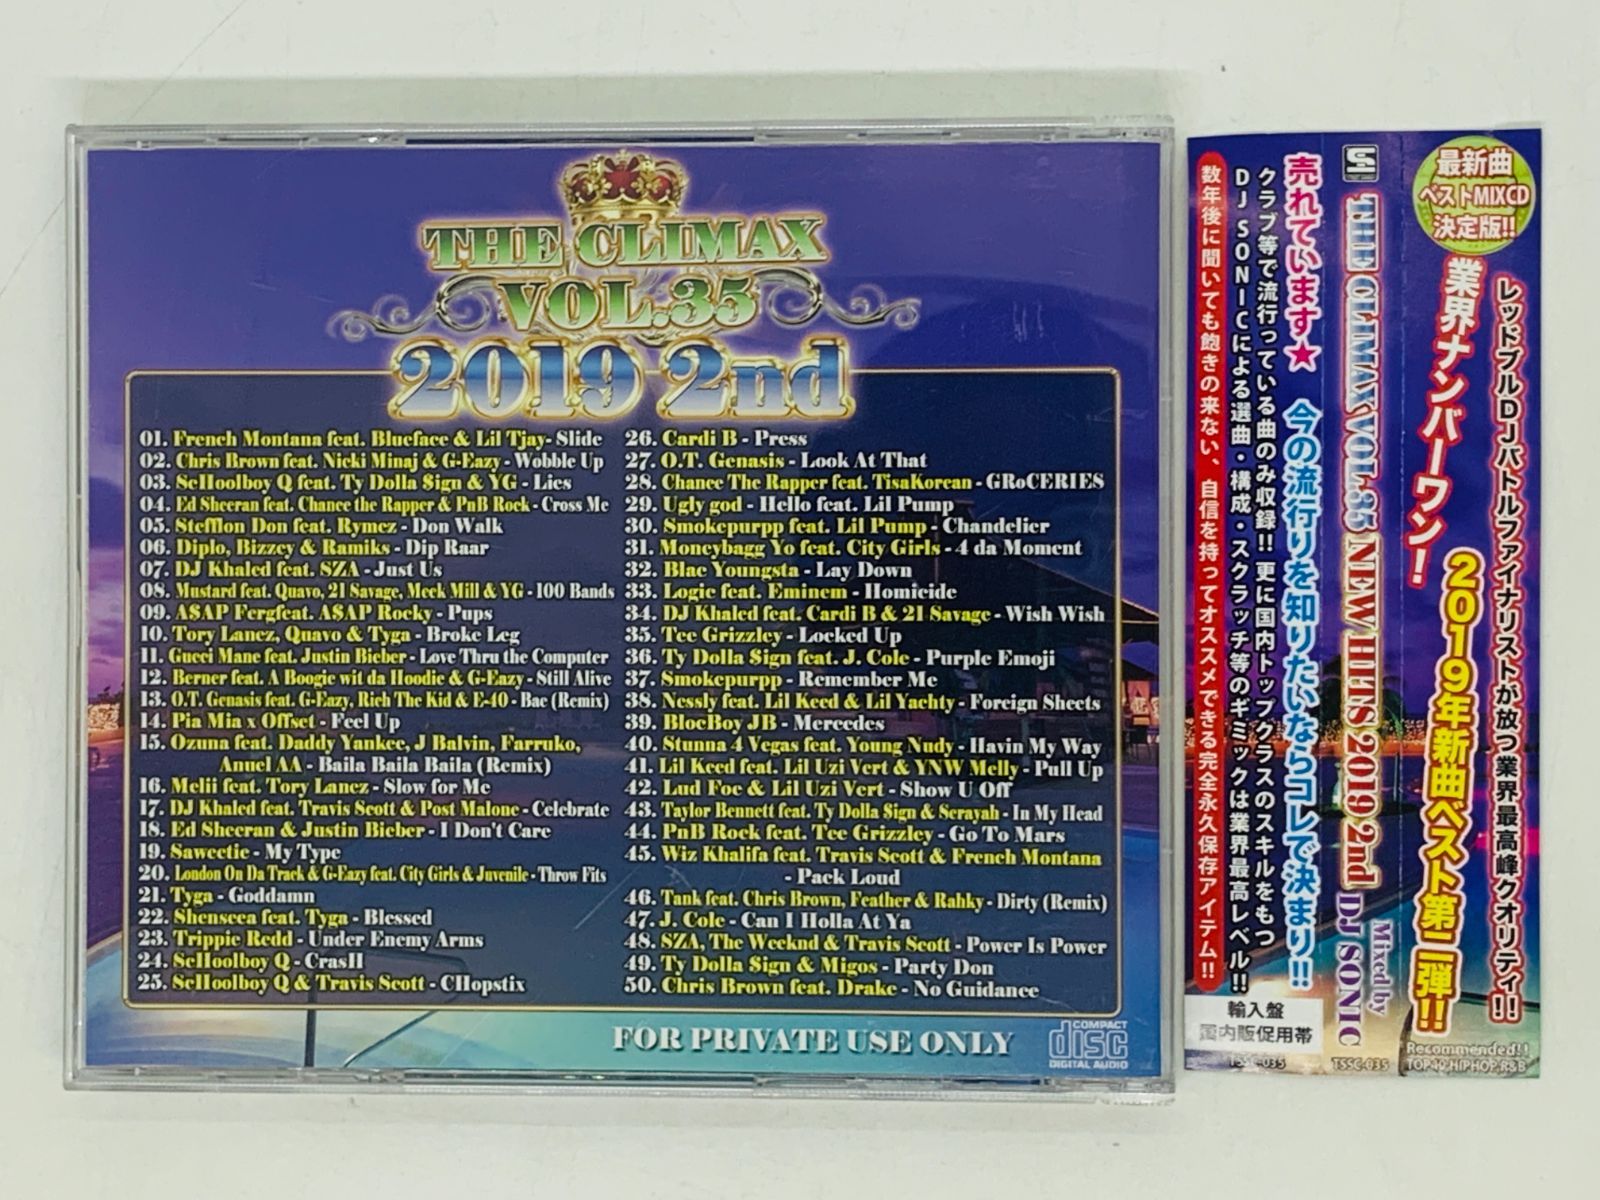 THE CLIMAX
VOL.35
2019 2nd
01. French Montana feat. Blueface & Lil Tjay- Slide
02. Chris Brown feat. Nicki Minaj & G-Eazy - Wobble Up
03. ScHoolboy Q feat. Ty Dolla $ign & YG - Lies
04. Ed Sheeran feat. Chance the Rapper & PnB Rock - Cross Me
05. Stefflon Don feat. Rymez - Don Walk
06. Diplo, Bizzey & Ramiks - Dip Raar
07. DJ Khaled feat. SZA - Just Us
08. Mustard feat. Quavo, 21 Savage, Meek Mill & YG - 100 Bands
09. A$AP Fergfeat. A$AP Rocky - Pups
10. Tory Lanez, Quavo & Tyga - Broke Leg
11. Gucci Mane feat. Justin Bieber - Love Thru the Computer
12. Berner feat. A Boogie wit da Hoodie & G-Eazy - Still Alive
13. O.T. Genasis feat. G-Eazy, Rich The Kid & E-40 - Bae (Remix)
14. Pia Mia x Offset - Feel Up
15. Ozuna feat. Daddy Yankee, J Balvin, Farruko,
Anuel AA - Baila Baila Baila (Remix)
16. Melii feat. Tory Lanez - Slow for Me
17. DJ Khaled feat. Travis Scott & Post Malone - Celebrate
18. Ed Sheeran & Justin Bieber - I Don't Care
19. Saweetie - My Type
20. London On Da Track & G-Eazy feat. City Girls & Juvenile - Throw Fits
21. Tyga - Goddamn
22. Shenseea feat. Tyga - Blessed
23. Trippie Redd - Under Enemy Arms
24. ScHoolboy Q - CrasH
25. ScHoolboy Q & Travis Scott - CHopstix
26. Cardi B - Press
27. O.T. Genasis - Look At That
28. Chance The Rapper feat. TisaKorean - GRoCERIES
29. Ugly god - Hello feat. Lil Pump
30. Smokepurpp feat. Lil Pump - Chandelier
31. Moneybagg Yo feat. City Girls - 4 da Moment
32. Blac Youngsta - Lay Down
33. Logic feat. Eminem - Homicide
34. DJ Khaled feat. Cardi B & 21 Savage - Wish Wish
35. Tee Grizzley - Locked Up
36. Ty Dolla $ign feat. J. Cole - Purple Emoji
37. Smokepurpp - Remember Me
38. Nessly feat. Lil Keed & Lil Yachty - Foreign Sheets
39. BlocBoy JB - Mercedes
40. Stunna 4 Vegas feat. Young Nudy - Havin My Way
41. Lil Keed feat. Lil Uzi Vert & YNW Melly - Pull Up
42. Lud Foe & Lil Uzi Vert - Show U Off
43. Taylor Bennett feat. Ty Dolla $ign & Serayah - In My Head
44. PnB Rock feat. Tee Grizzley - Go To Mars
45. Wiz Khalifa feat. Travis Scott & French Montana
- Pack Loud
46. Tank feat. Chris Brown, Feather & Rahky - Dirty (Remix)
47. J. Cole - Can I Holla At Ya
48. SZA, The Weeknd & Travis Scott - Power Is Power
49. Ty Dolla $ign & Migos - Party Don
50. Chris Brown feat. Drake - No Guidance
FOR PRIVATE USE ONLY
COMPACT
disc
DIGITAL AUDIO
最新曲
ベストMIXCD
決定版!!
レッドブルDJバトルファイナリストが放つ業界最高峰クオリティ!!
業界ナンバーワン!
2019年新曲ベスト第二弾!!
Recommended!!
TOP40,HIPHOP,R&B
THE CLIMAX VOL.35 NEW HITS 2019 2nd
Mixed by
DJ SONIC
TSSC-035
売れています★ 今の流行りを知りたいならコレで決まり!!
クラブ等で流行っている曲のみ収録!! 更に国内トップクラスのスキルをもつ
DJ SONICによる選曲・構成・スクラッチ等のギミックは業界最高レベル!!
数年後に聞いても飽きの来ない、自信を持ってオススメできる完全永久保存アイテム!!
輸入盤
国内販促用帯
TSSC-035